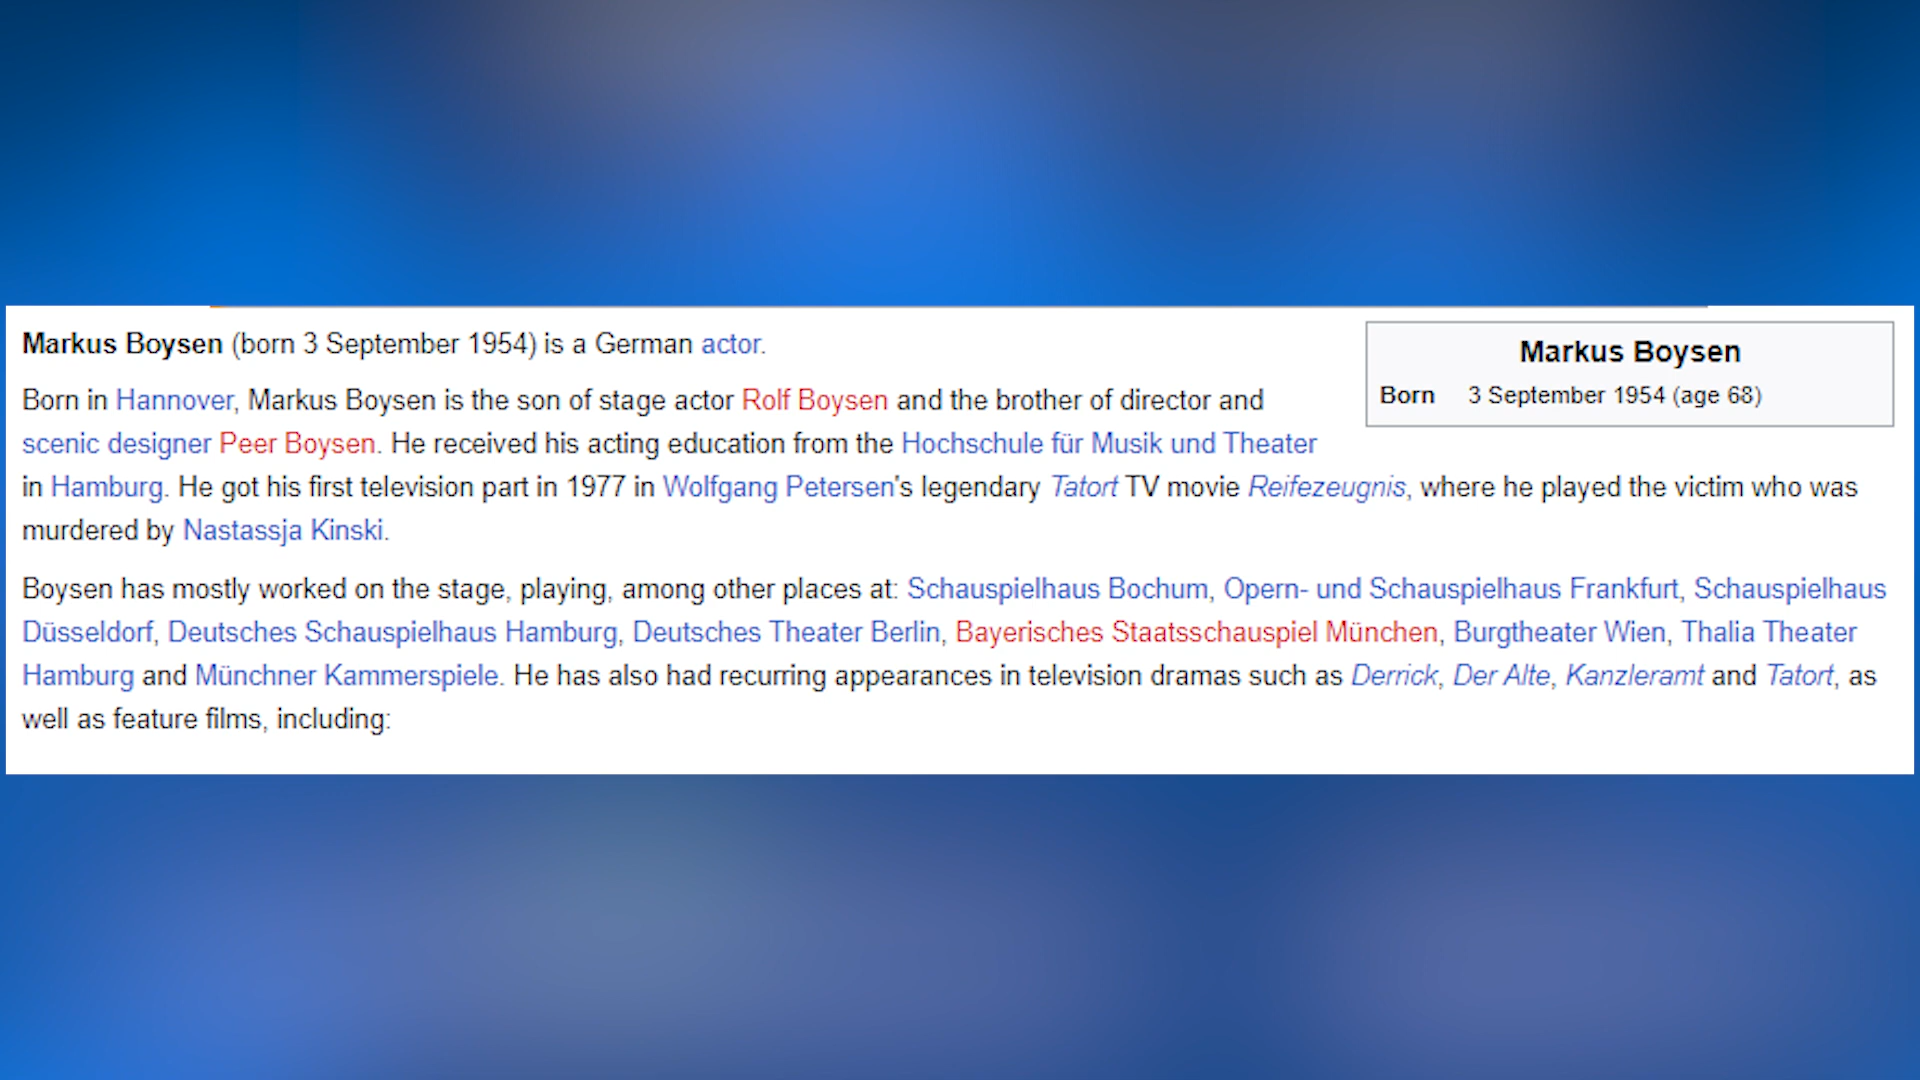 Markus Boysen (born 3 September 1954) is a German actor.
Markus Boysen
Born 3 September 1954 (age 68)
Born in Hannover, Markus Boysen is the son of stage actor Rolf Boysen and the brother of director and
scenic designer Peer Boysen. He received his acting education from the Hochschule für Musik und Theater
in Hamburg. He got his first television part in 1977 in Wolfgang Petersen's legendary Tatort TV movie Reifezeugnis, where he played the victim who was
murdered by Nastassja Kinski.
Boysen has mostly worked on the stage, playing, among other places at: Schauspielhaus Bochum, Opern- und Schauspielhaus Frankfurt, Schauspielhaus
Düsseldorf, Deutsches Schauspielhaus Hamburg, Deutsches Theater Berlin, Bayerisches Staatsschauspiel München, Burgtheater Wien, Thalia Theater
Hamburg and Münchner Kammerspiele. He has also had recurring appearances in television dramas such as Derrick, Der Alte, Kanzleramt and Tatort, as
well as feature films, including: